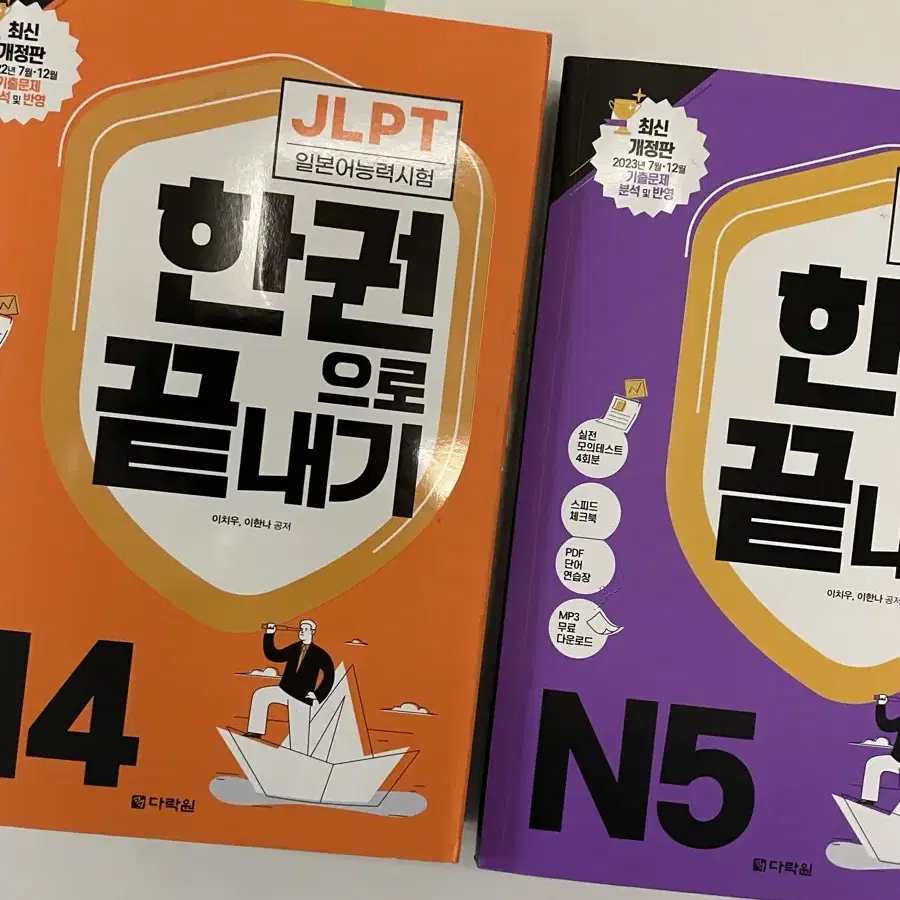 최신
개정판
22년 7월·12월
기출문제
석 및 반영
JLPT
일본어능력시험
한권
으로
끝내기
이치우, 이한나 공저
N4
다락원
최신
개정판
2023년 7월·12월
기출문제
분석 및 반영
한
끝내
실전
모의테스트
4회분
스피드
체크북
PDF
단어
연습장
MP3
무료
다운로드
이치우, 이한나 공저
N5
다락원